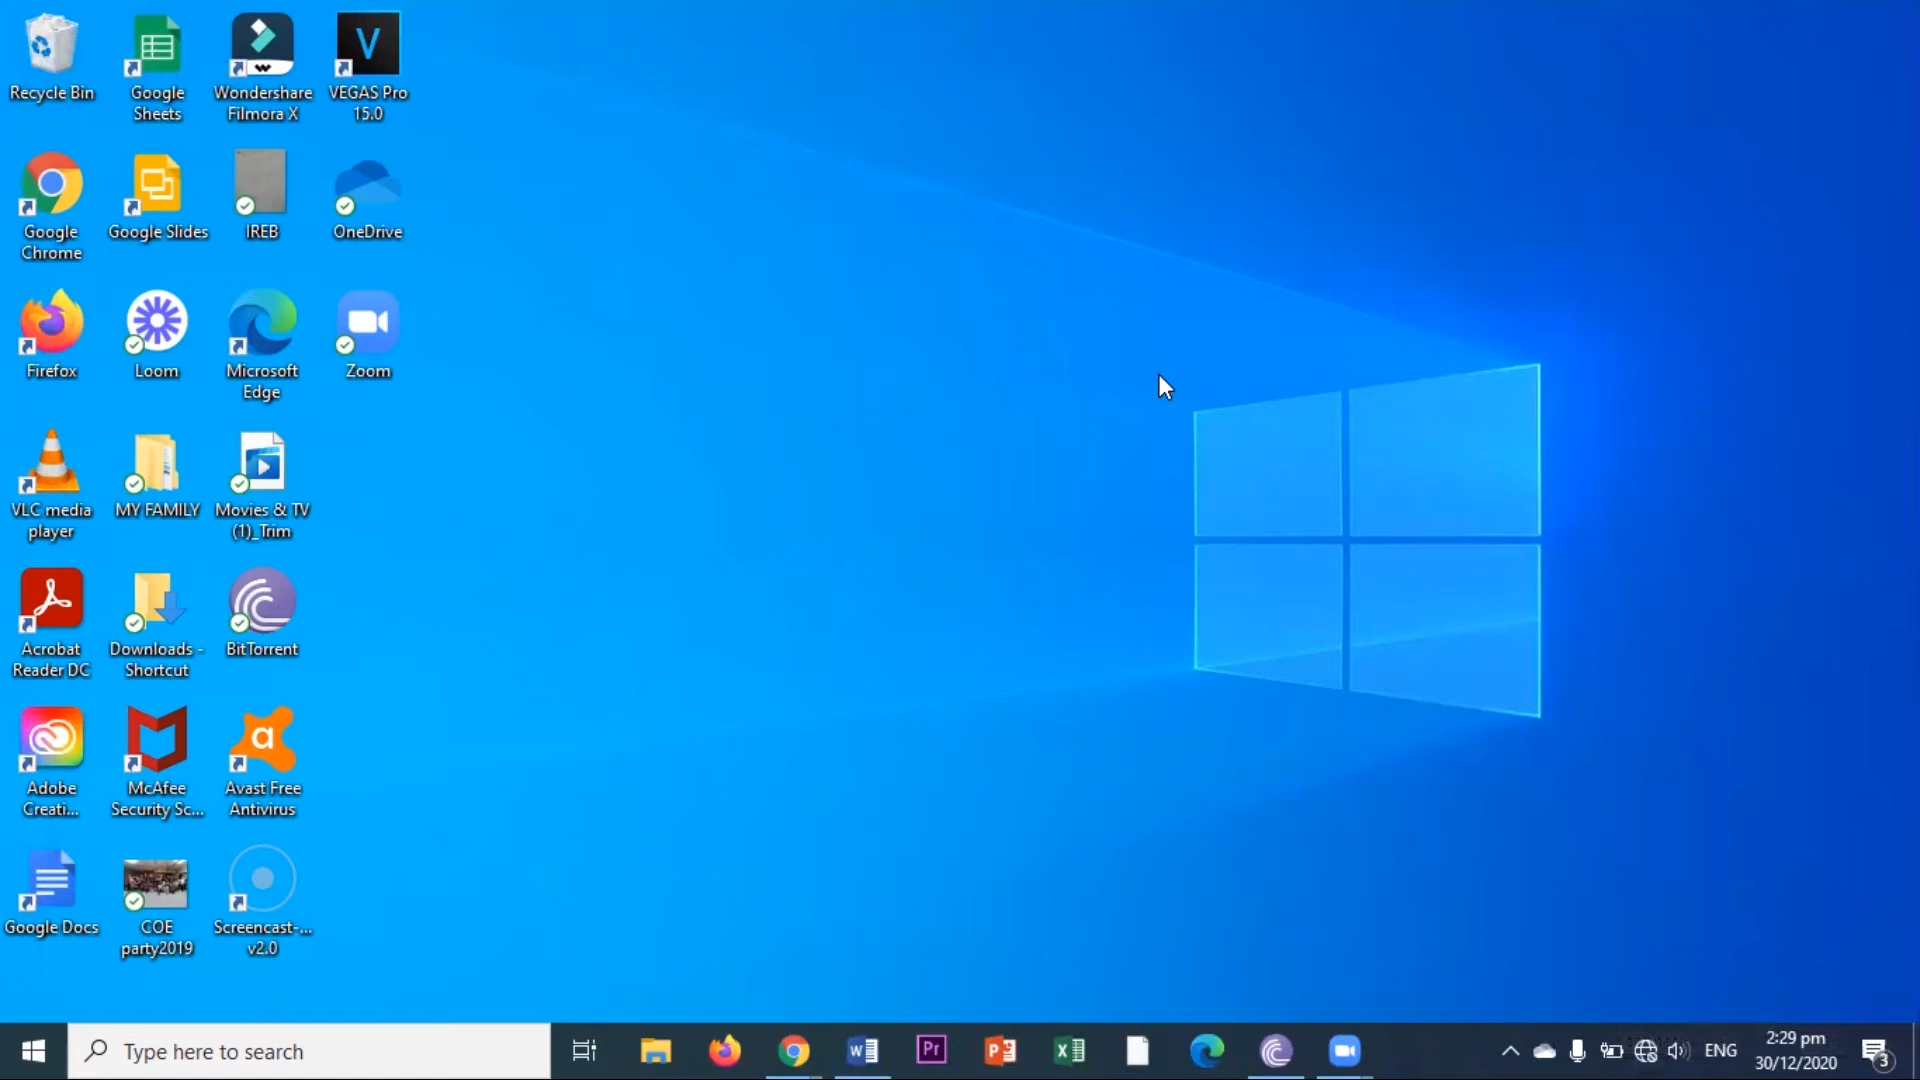 Recycle Bin
Google
Sheets
Wondershare
Filmora X
VEGAS Pro
15.0
Google
Chrome
Google Slides
IREB
OneDrive
Firefox
Loom
Microsoft
Edge
Zoom
VLC media
player
MY FAMILY
Movies & TV
(1)_Trim
Acrobat
Reader DC
Downloads -
Shortcut
BitTorrent
Adobe
Creati...
McAfee
Security Sc...
Avast Free
Antivirus
Google Docs
COE
party2019
Screencast-...
v2.0
Type here to search
ENG
2:29 pm
30/12/2020
3